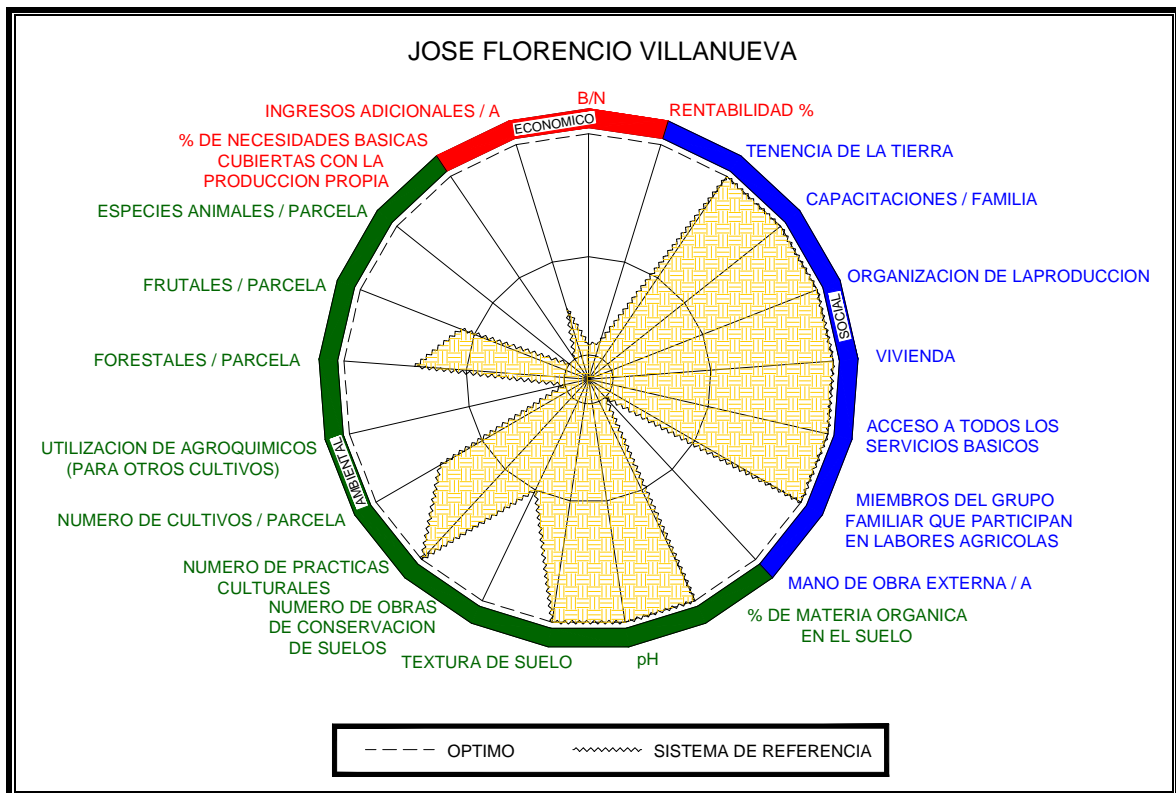 JOSE FLORENCIO VILLANUEVA
B/N
INGRESOS ADICIONALES / A
RENTABILIDAD %
ECONOMICO
% DE NECESIDADES BASICAS
CUBIERTAS CON LA
PRODUCCION PROPIA
TENENCIA DE LA TIERRA
CAPACITACIONES / FAMILIA
ESPECIES ANIMALES / PARCELA
ORGANIZACION DE LAPRODUCCION
FRUTALES / PARCELA
SOCIAL
VIVIENDA
FORESTALES / PARCELA
ACCESO A TODOS LOS
SERVICIOS BASICOS
UTILIZACION DE AGROQUIMICOS
(PARA OTROS CULTIVOS)
AMBIENTAL
MIEMBROS DEL GRUPO
FAMILIAR QUE PARTICIPAN
EN LABORES AGRICOLAS
NUMERO DE CULTIVOS / PARCELA
NUMERO DE PRACTICAS
CULTURALES
MANO DE OBRA EXTERNA / A
NUMERO DE OBRAS
DE CONSERVACION
DE SUELOS
% DE MATERIA ORGANICA
EN EL SUELO
TEXTURA DE SUELO
pH
OPTIMO
SISTEMA DE REFERENCIA